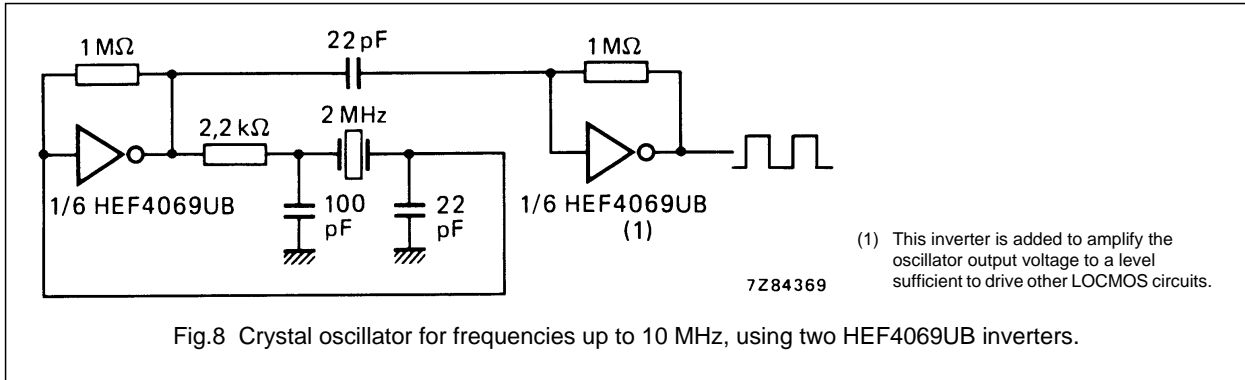 1 MΩ
22 pF
1 MΩ
2,2 kΩ
2 MHz
1/6 HEF4069UB
100
pF
22
pF
1/6 HEF4069UB
(1)
7Z84369
(1) This inverter is added to amplify the
oscillator output voltage to a level
sufficient to drive other LOCMOS circuits.
Fig.8 Crystal oscillator for frequencies up to 10 MHz, using two HEF4069UB inverters.